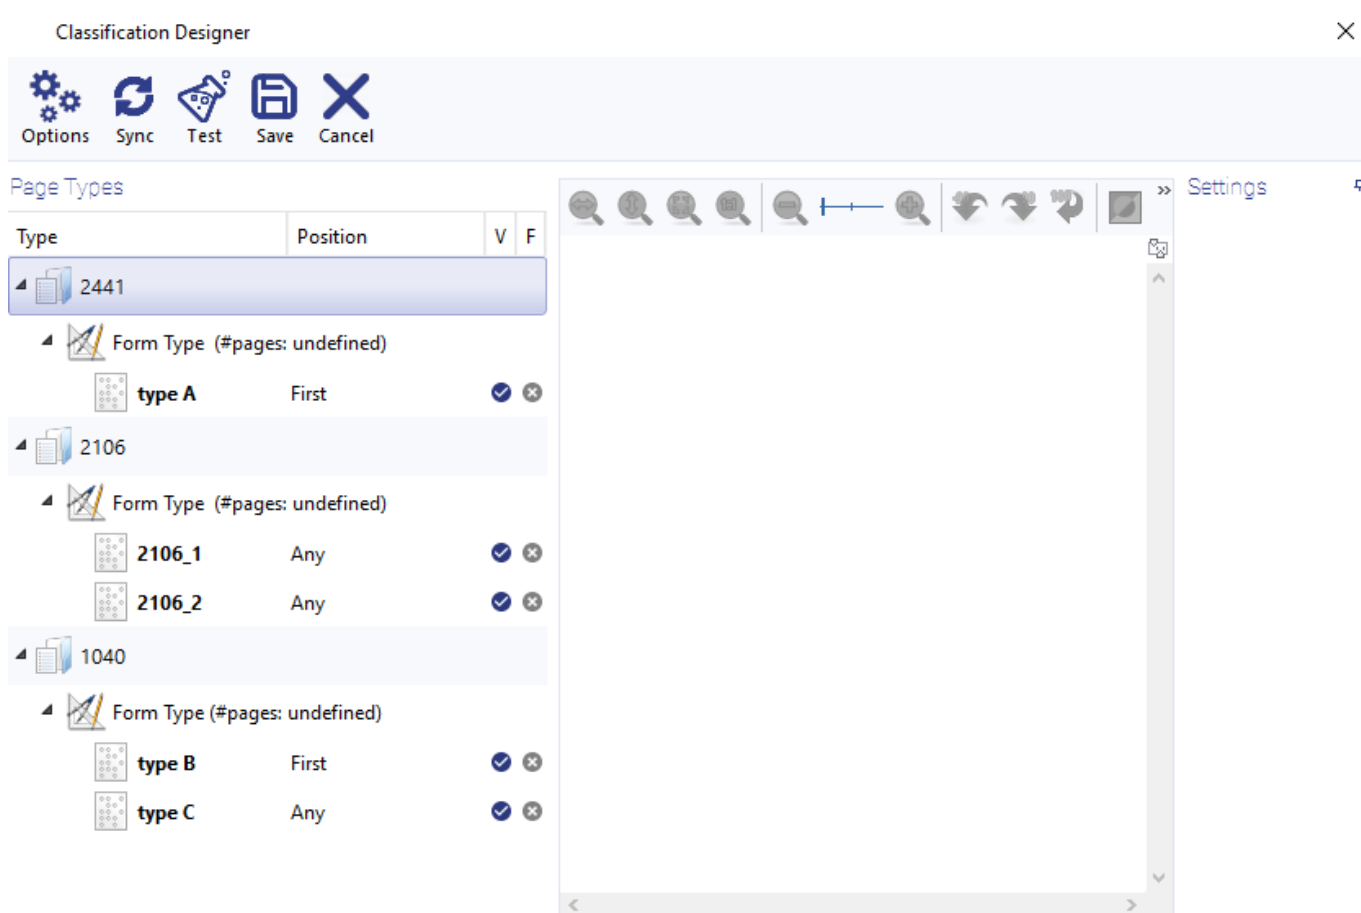 Classification Designer
Options Sync Test Save Cancel
Page Types
Settings
Type Position V F
2441
Form Type (#pages: undefined)
type A First
2106
Form Type (#pages: undefined)
2106_1 Any
2106_2 Any
1040
Form Type (#pages: undefined)
type B First
type C Any